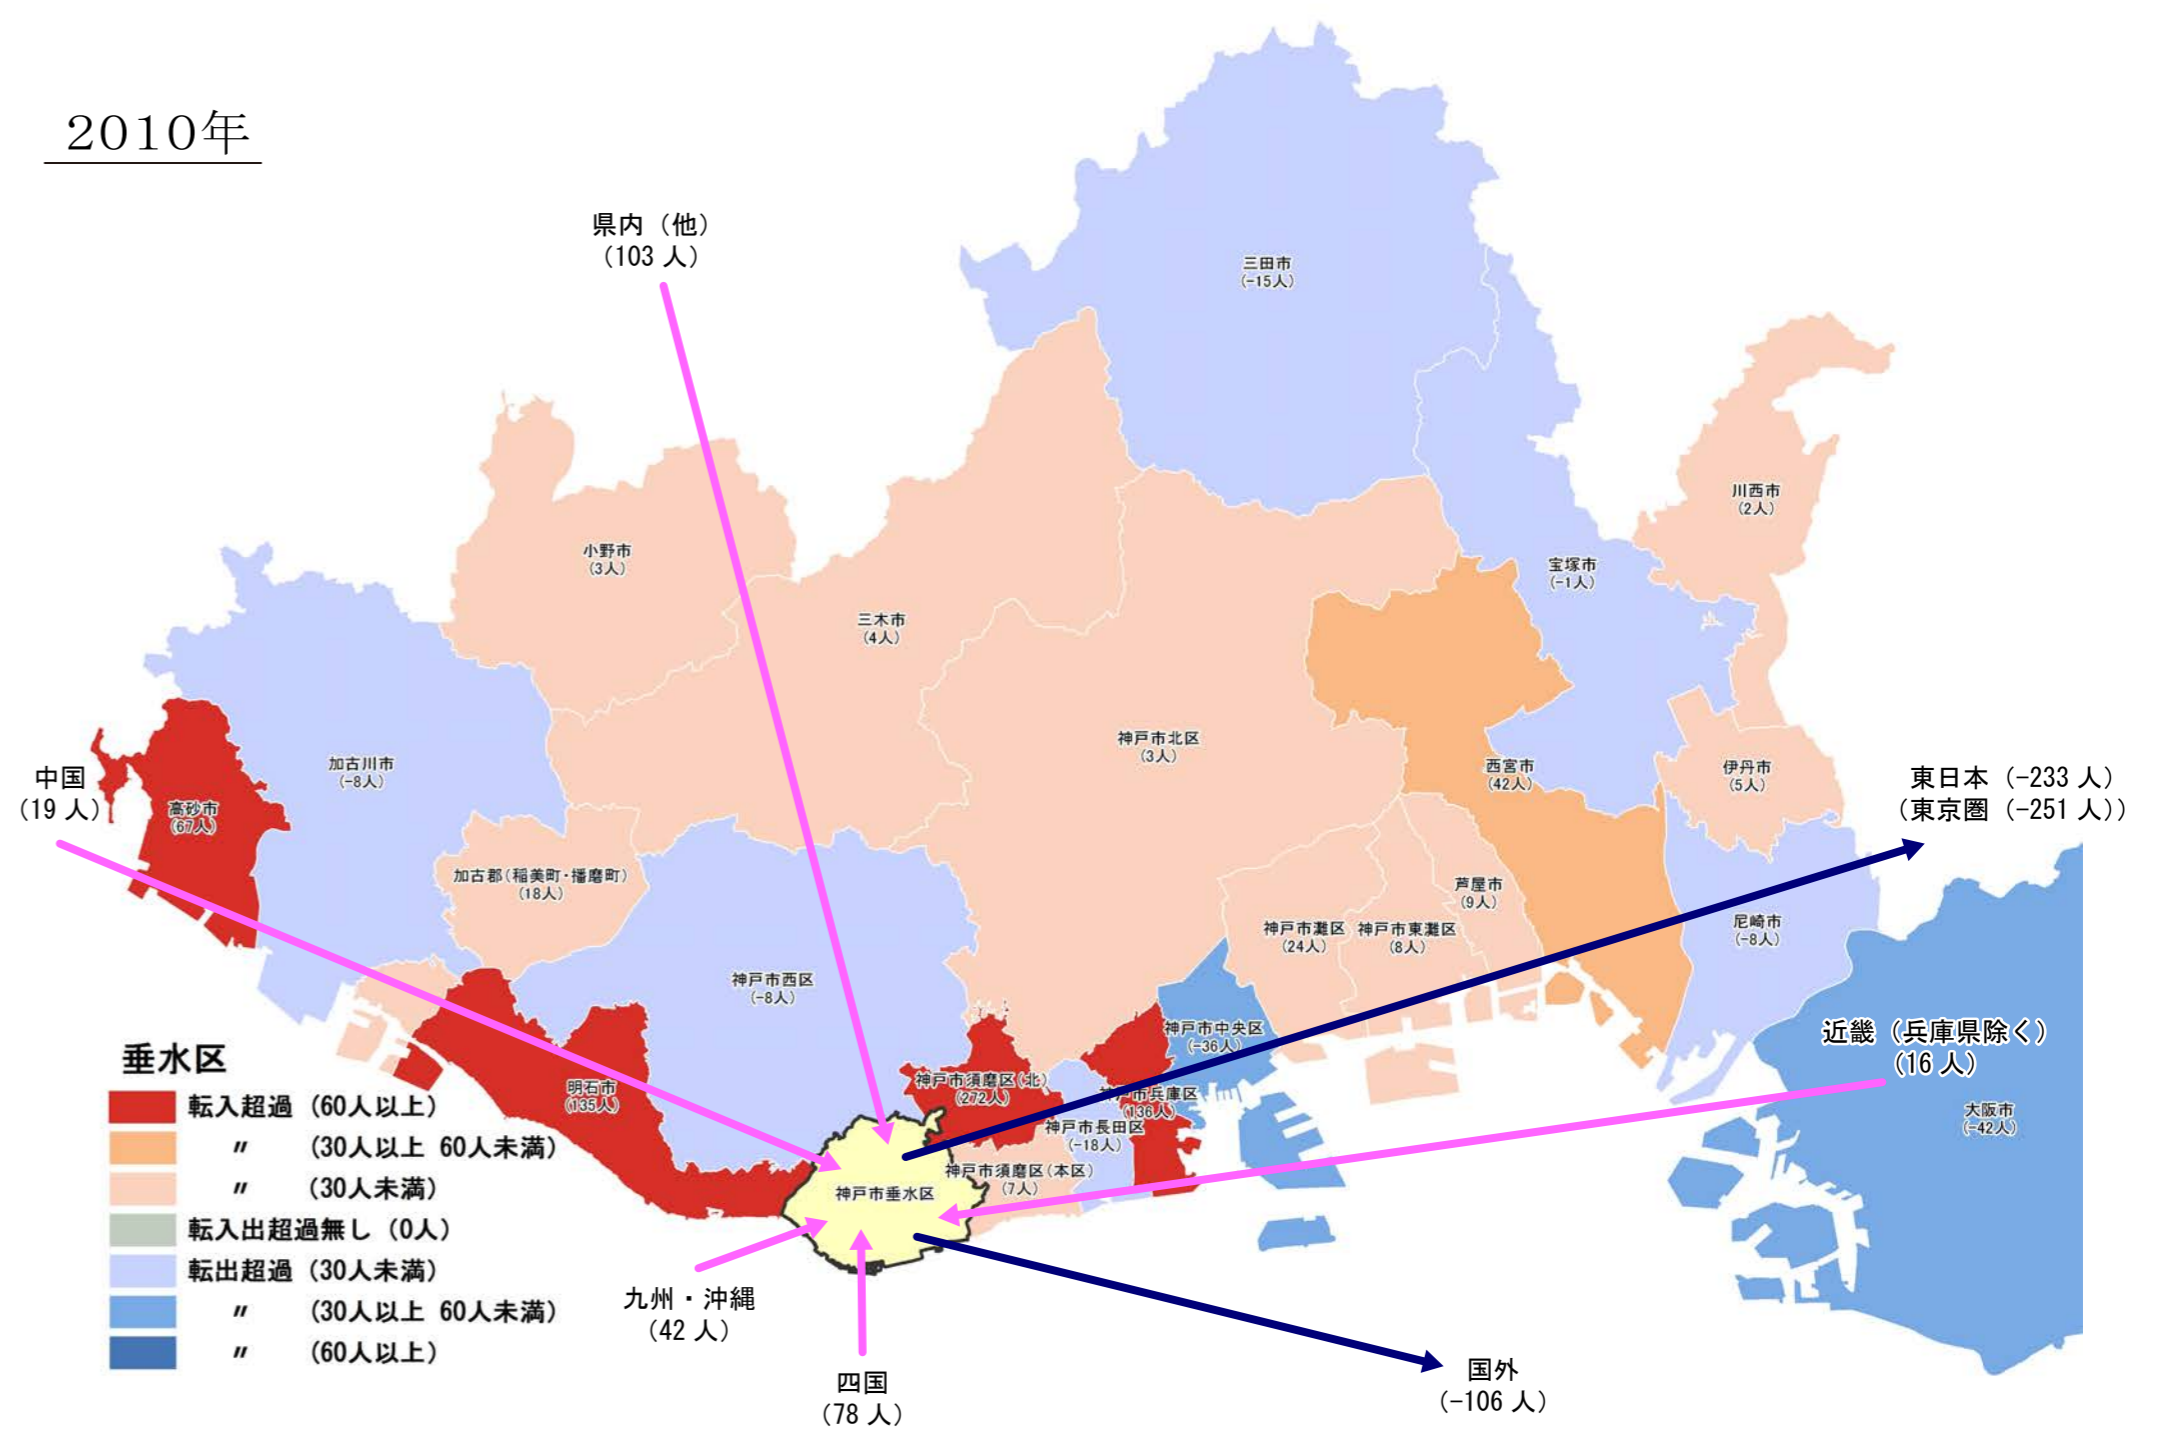 2010年
県内（他）
（103 人）
三田市
（-15人）
川西市
（2人）
小野市
（3人）
宝塚市
（-1人）
三木市
（4人）
神戸市北区
（3人）
加古川市
（-8人）
西宮市
（42人）
伊丹市
（5人）
中国
（19 人）
高砂市
（67人）
東日本（-233 人）
（東京圏（-251 人））
加古郡（稲美町・播磨町）
（18人）
芦屋市
（9人）
神戸市灘区
（24人）
神戸市東灘区
（8人）
尼崎市
（-8人）
神戸市西区
（-8人）
神戸市中央区
（-36人）
近畿（兵庫県除く）
（16 人）
大阪市
（-42人）
明石市
（135人）
神戸市須磨区（北）
（272人）
神戸市兵庫区
（136人）
神戸市長田区
（-18人）
神戸市須磨区（本区）
（7人）
神戸市垂水区
垂水区
転入超過（60人以上）
〃 （30人以上 60人未満）
〃 （30人未満）
転入出超過無し（0人）
転出超過（30人未満）
〃 （30人以上 60人未満）
〃 （60人以上）
九州・沖縄
（42 人）
四国
（78 人）
国外
（-106 人）